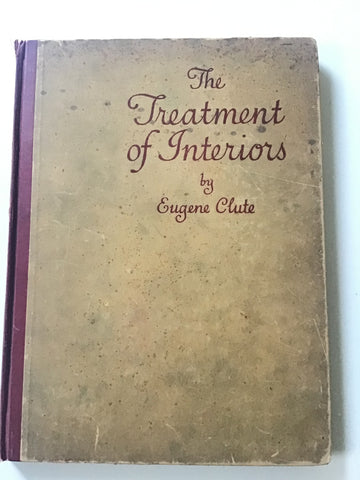 The
Treatment
of Interiors
by
Eugene Clute